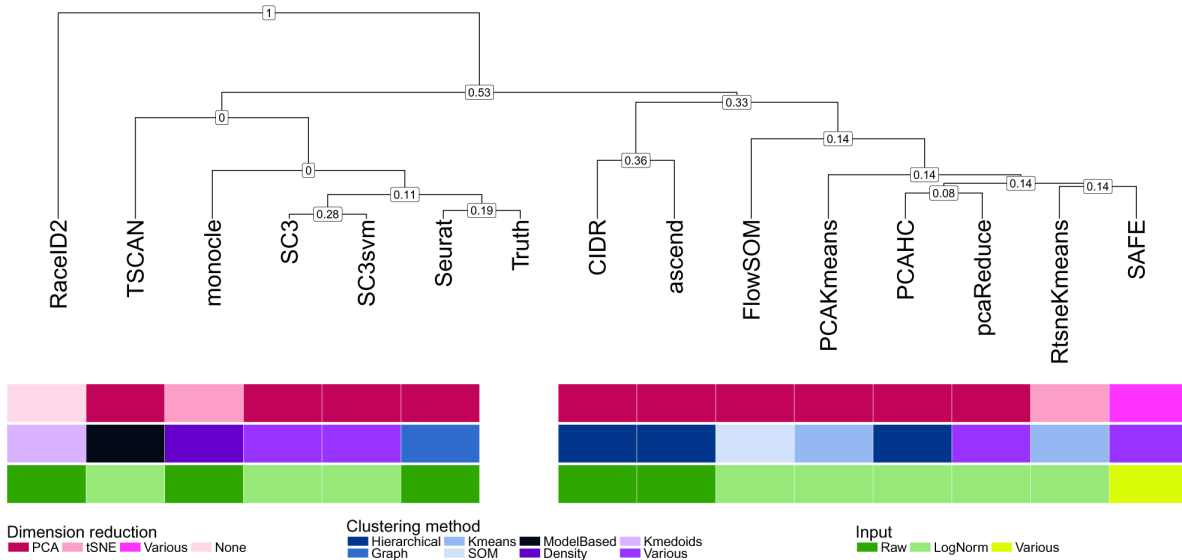 1
0.53
0.33
0
0.14
0.36
0
0.14
0.14
0.14
0.11
0.08
0.28
0.19
RaceID2
TSCAN
monocle
SC3
SC3svm
Seurat
Truth
CIDR
ascend
FlowSOM
PCAKmeans
PCAHC
pcaReduce
RtsneKmeans
SAFE
Dimension reduction
PCA tSNE Various None
Clustering method
Hierarchical Kmeans ModelBased Kmedoids
Graph SOM Density Various
Input
Raw LogNorm Various